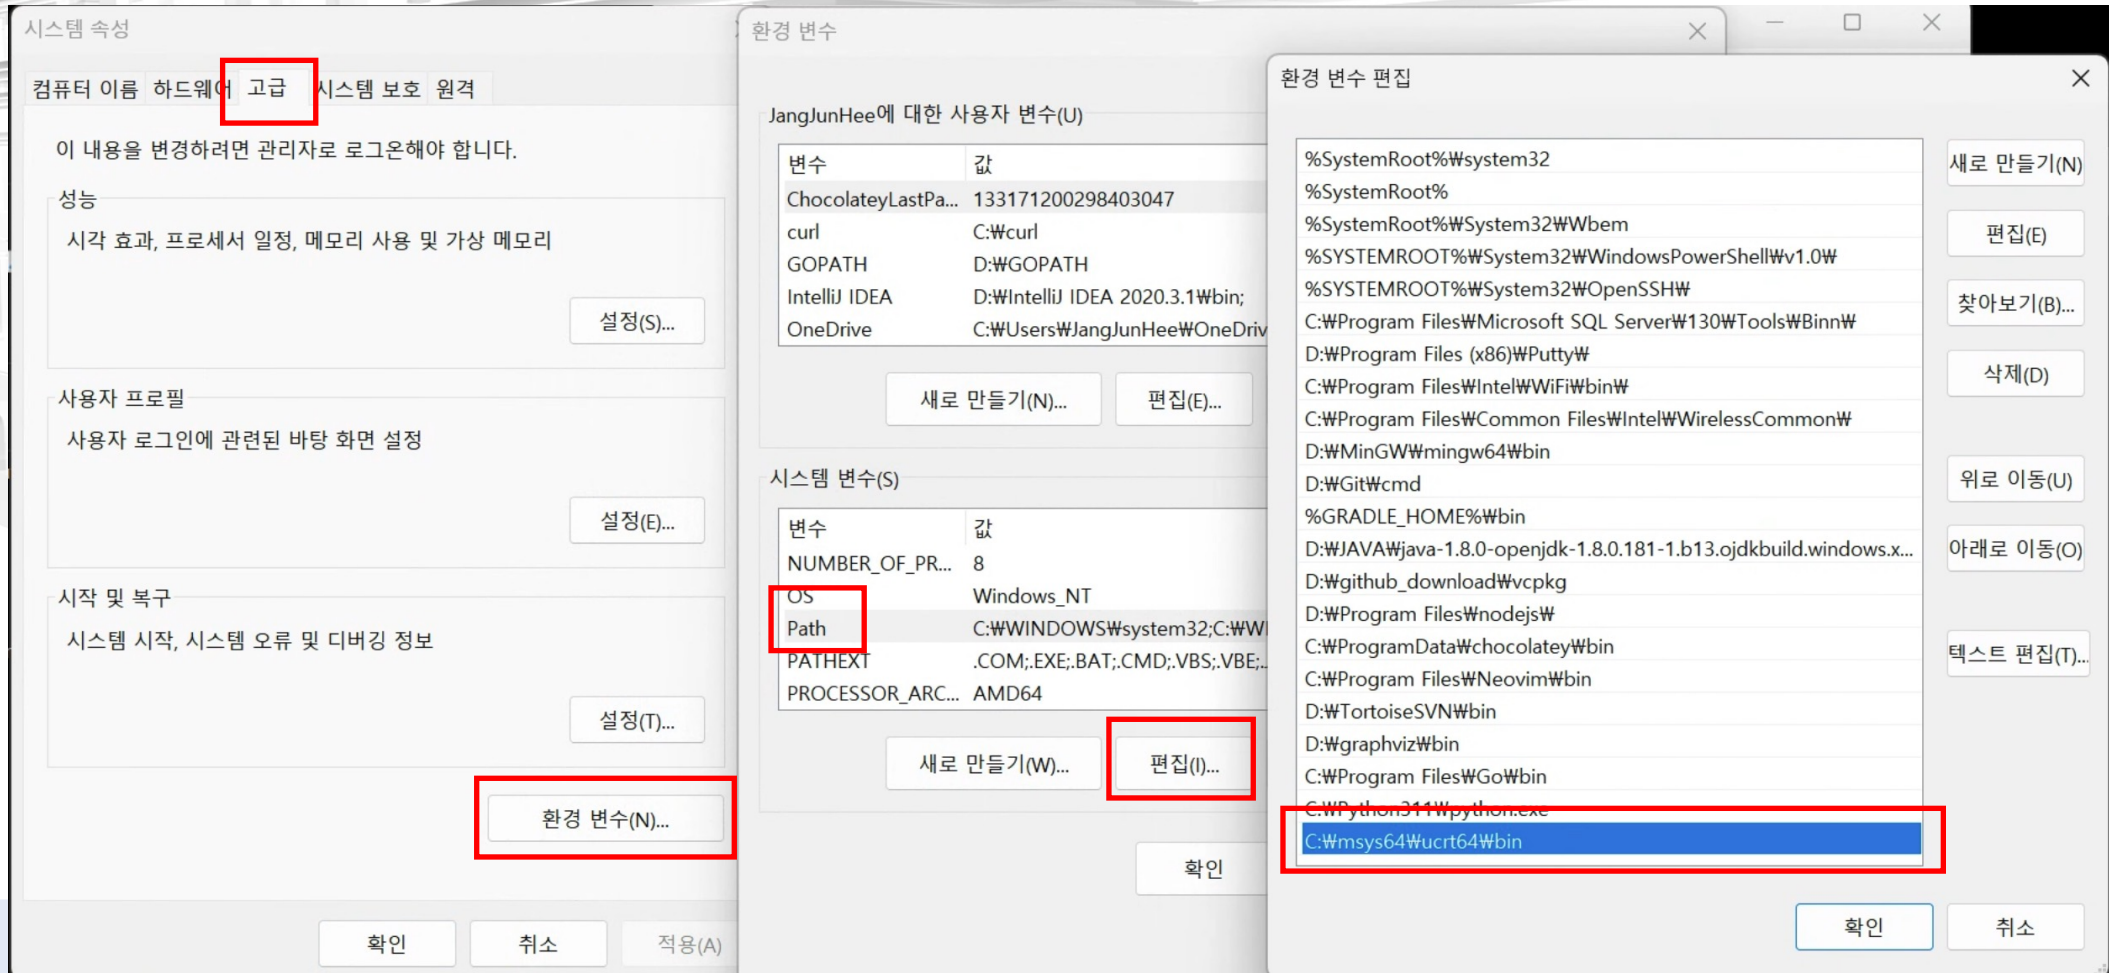 시스템 속성
컴퓨터 이름 하드웨어 고급 시스템 보호 원격
이 내용을 변경하려면 관리자로 로그온해야 합니다.
성능
시각 효과, 프로세서 일정, 메모리 사용 및 가상 메모리
설정(S)...
사용자 프로필
사용자 로그인에 관련된 바탕 화면 설정
설정(E)...
시작 및 복구
시스템 시작, 시스템 오류 및 디버깅 정보
설정(T)...
환경 변수(N)...
확인 취소 적용(A)
환경 변수
JangJunHee에 대한 사용자 변수(U)
변수 값
ChocolateyLastPa... 133171200298403047
curl C:₩curl
GOPATH D:₩GOPATH
IntelliJ IDEA D:₩IntelliJ IDEA 2020.3.1₩bin;
OneDrive C:₩Users₩JangJunHee₩OneDriv
새로 만들기(N)... 편집(E)...
시스템 변수(S)
변수 값
NUMBER_OF_PR... 8
OS Windows_NT
Path C:₩WINDOWS₩system32;C:₩WI
PATHEXT .COM;.EXE;.BAT;.CMD;.VBS;.VBE;.
PROCESSOR_ARC... AMD64
새로 만들기(W)... 편집(I)...
확인
환경 변수 편집
%SystemRoot%₩system32
%SystemRoot%
%SystemRoot%₩System32₩Wbem
%SYSTEMROOT%₩System32₩WindowsPowerShell₩v1.0₩
%SYSTEMROOT%₩System32₩OpenSSH₩
C:₩Program Files₩Microsoft SQL Server₩130₩Tools₩Binn₩
D:₩Program Files (x86)₩Putty₩
C:₩Program Files₩Intel₩WiFi₩bin₩
C:₩Program Files₩Common Files₩Intel₩WirelessCommon₩
D:₩MinGW₩mingw64₩bin
D:₩Git₩cmd
%GRADLE_HOME%₩bin
D:₩JAVA₩java-1.8.0-openjdk-1.8.0.181-1.b13.ojdkbuild.windows.x...
D:₩github_download₩vcpkg
D:₩Program Files₩nodejs₩
C:₩ProgramData₩chocolatey₩bin
C:₩Program Files₩Neovim₩bin
D:₩TortoiseSVN₩bin
D:₩graphviz₩bin
C:₩Program Files₩Go₩bin
C:₩Python311₩python.exe
C:₩msys64₩ucrt64₩bin
새로 만들기(N)
편집(E)
찾아보기(B)...
삭제(D)
위로 이동(U)
아래로 이동(O)
텍스트 편집(T)...
확인 취소